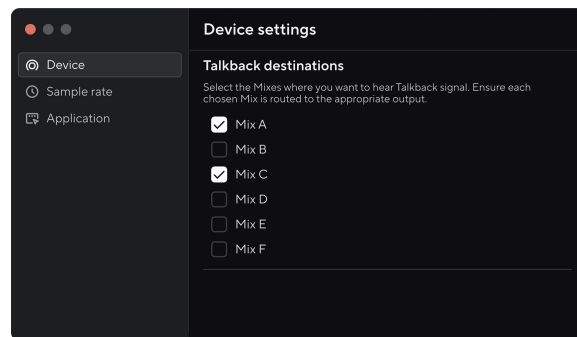 Device settings
Device
Sample rate
Application
Talkback destinations
Select the Mixes where you want to hear Talkback signal. Ensure each
chosen Mix is routed to the appropriate output.
Mix A
Mix B
Mix C
Mix D
Mix E
Mix F